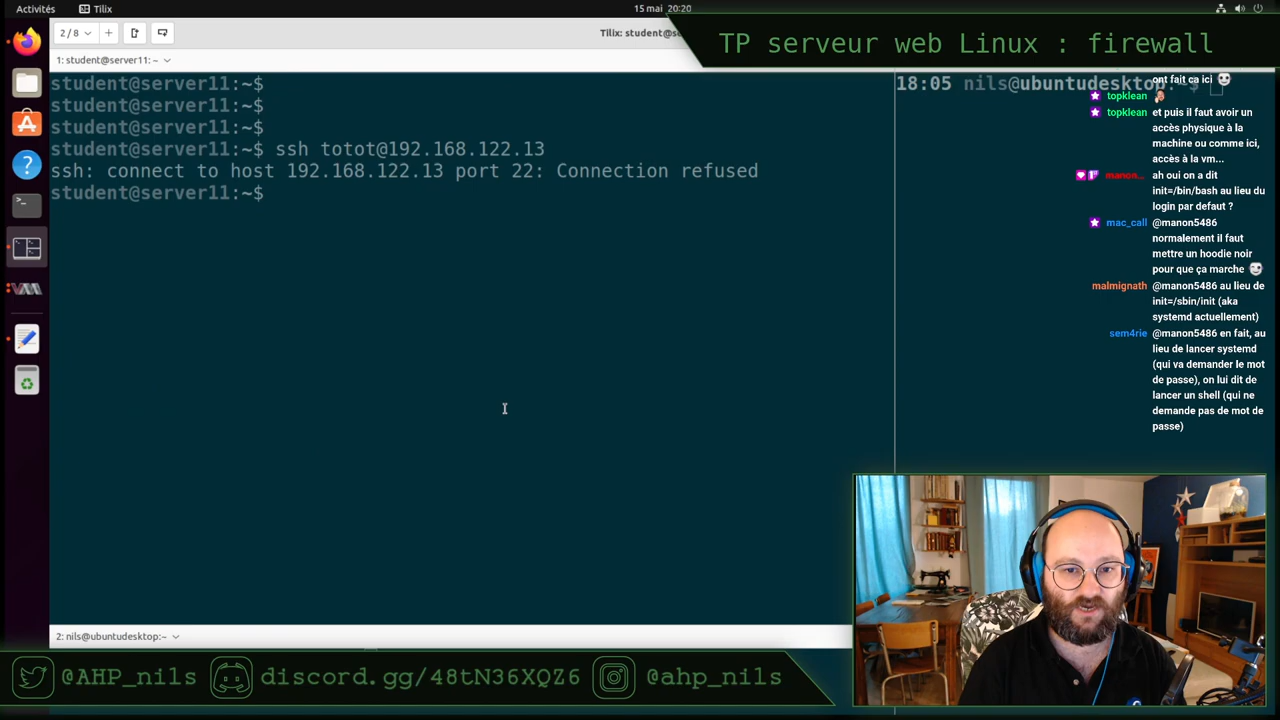 Activités
Tilix
15 mai 20:20
2 / 8
Tilix: student@se
TP serveur web Linux : firewall
1: student@server11: ~
student@server11:~$
student@server11:~$
student@server11:~$
student@server11:~$ ssh totot@192.168.122.13
ssh: connect to host 192.168.122.13 port 22: Connection refused
student@server11:~$
18:05 nils@ubuntudesktop:~$
ont fait ca ici
topklean
topklean et puis il faut avoir un
accès physique à la
machine ou comme ici,
accès à la vm...
manon... ah oui on a dit
init=/bin/bash au lieu du
login par defaut ?
mac_call @manon5486
normalement il faut
mettre un hoodie noir
pour que ça marche
malmignath @manon5486 au lieu de
init=/sbin/init (aka
systemd actuellement)
sem4rie @manon5486 en fait, au
lieu de lancer systemd
(qui va demander le mot
de passe), on lui dit de
lancer un shell (qui ne
demande pas de mot de
passe)
2: nils@ubuntudesktop:~
@AHP_nils
discord.gg/48tN36XQZ6
@ahp_nils